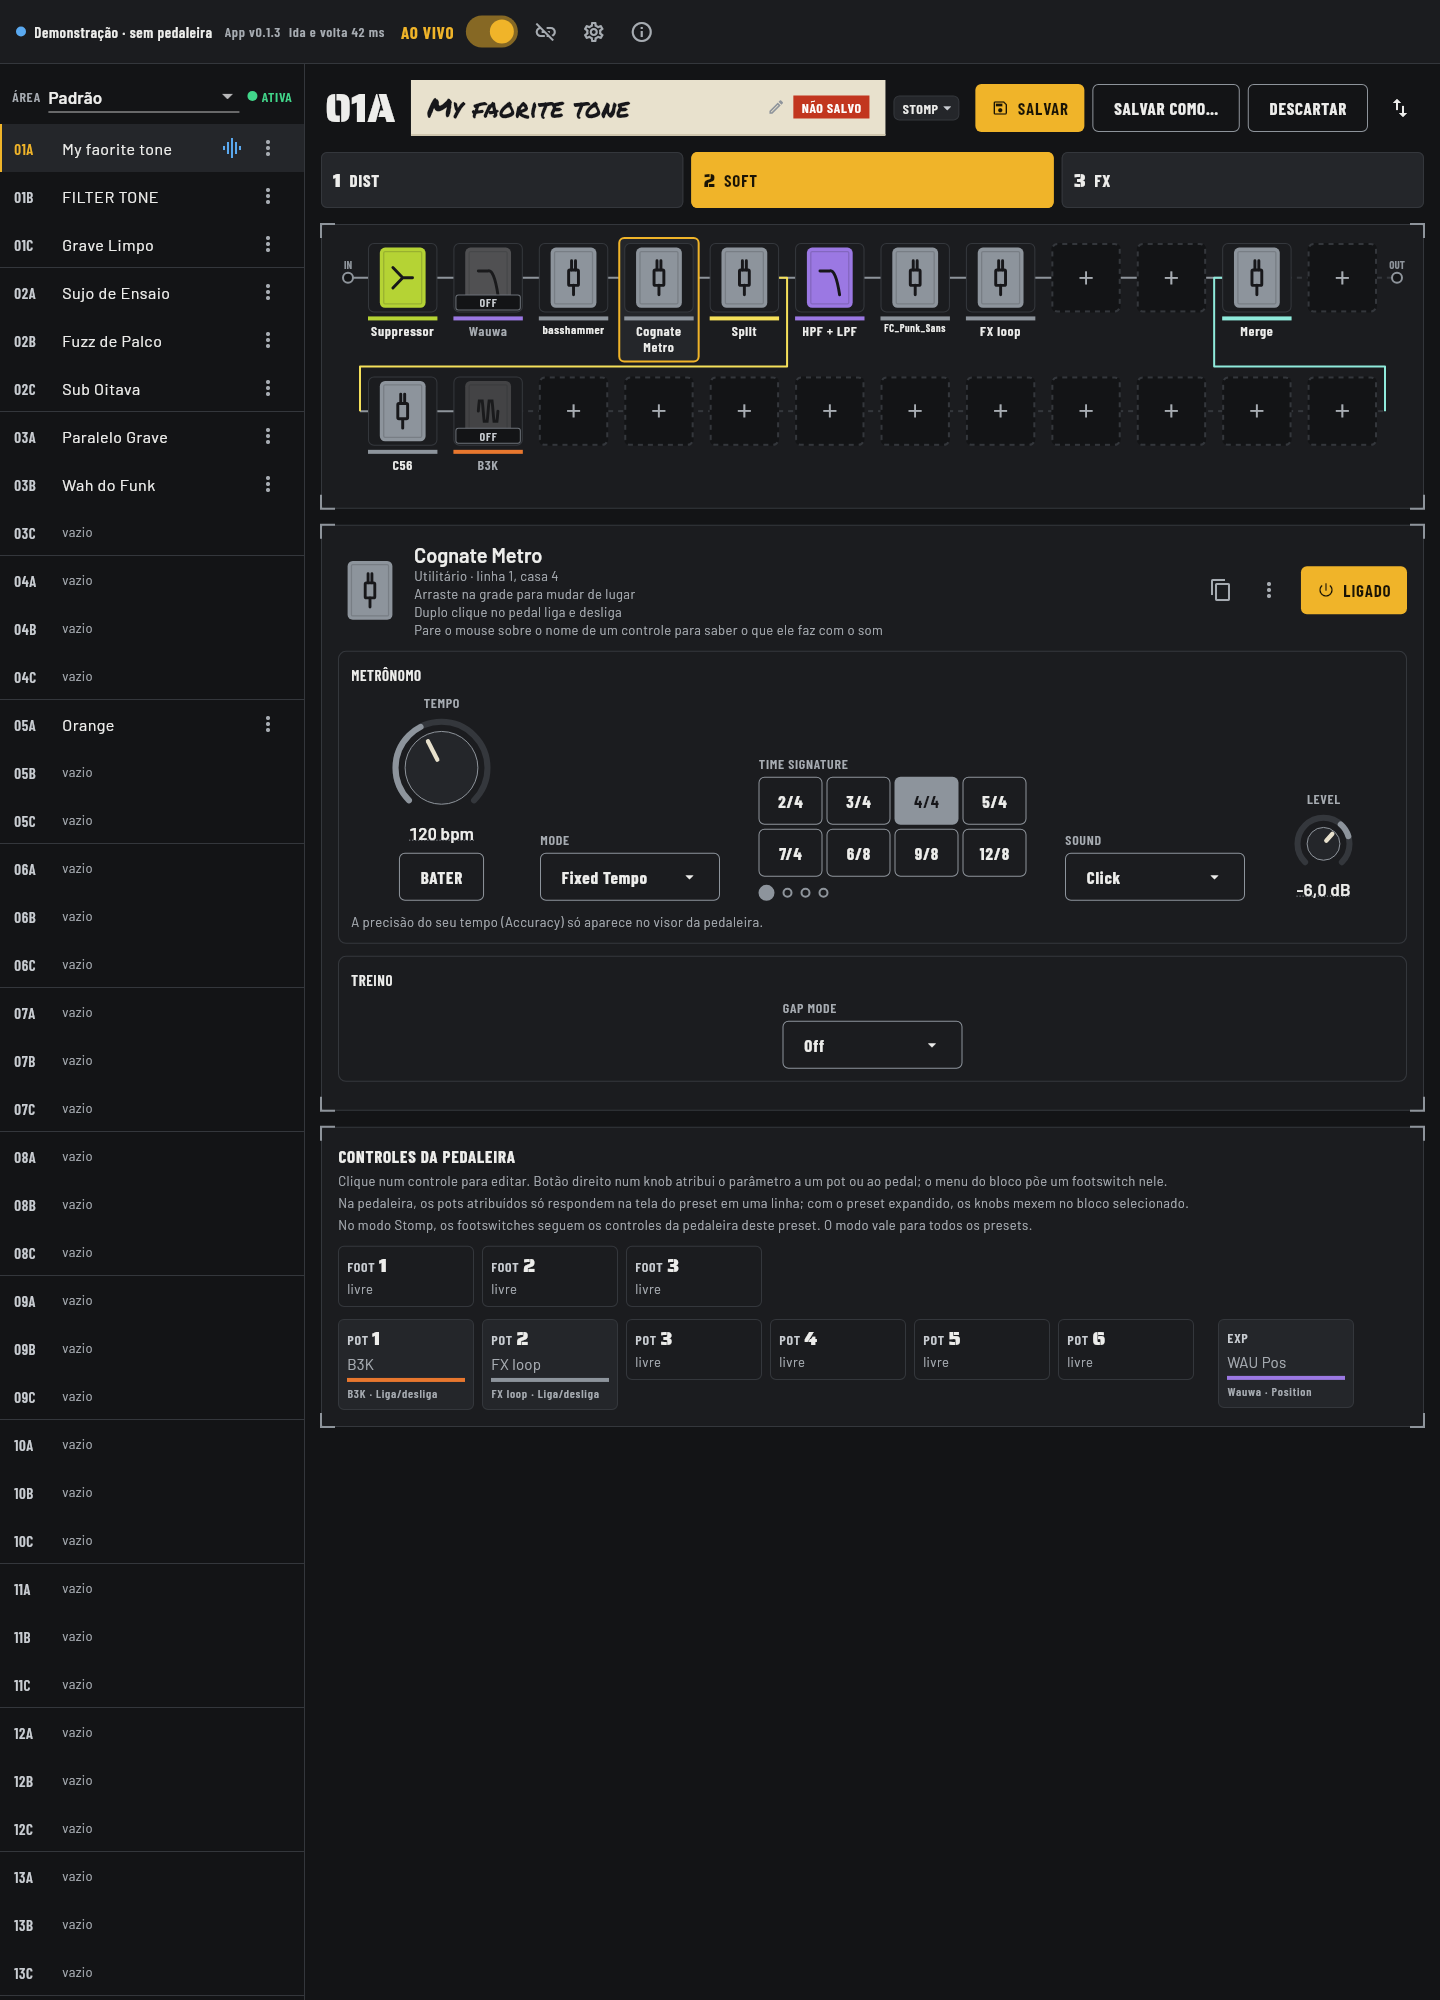 Demonstração · sem pedaleira App v0.1.3 Ida e volta 42 ms AO VIVO
ÁREA Padrão ATIVA
01A My faorite tone
01B FILTER TONE
01C Grave Limpo
02A Sujo de Ensaio
02B Fuzz de Palco
02C Sub Oitava
03A Paralelo Grave
03B Wah do Funk
03C vazio
04A vazio
04B vazio
04C vazio
05A Orange
05B vazio
05C vazio
06A vazio
06B vazio
06C vazio
07A vazio
07B vazio
07C vazio
08A vazio
08B vazio
08C vazio
09A vazio
09B vazio
09C vazio
10A vazio
10B vazio
10C vazio
11A vazio
11B vazio
11C vazio
12A vazio
12B vazio
12C vazio
13A vazio
13B vazio
13C vazio
01A My faorite tone NÃO SALVO STOMP SALVAR SALVAR COMO... DESCARTAR
1 DIST 2 SOFT 3 FX
IN OUT
OFF
Suppressor Wauwa basshammer Cognate Metro Split HPF + LPF FC_Punk_Sans FX loop Merge
OFF
C56 B3K
Cognate Metro
Utilitário · linha 1, casa 4
Arraste na grade para mudar de lugar
Duplo clique no pedal liga e desliga
Pare o mouse sobre o nome de um controle para saber o que ele faz com o som
LIGADO
METRÔNOMO
TEMPO
120 bpm
BATER
MODE
Fixed Tempo
TIME SIGNATURE
2/4 3/4 4/4 5/4
7/4 6/8 9/8 12/8
SOUND
Click
LEVEL
-6,0 dB
A precisão do seu tempo (Accuracy) só aparece no visor da pedaleira.
TREINO
GAP MODE
Off
CONTROLES DA PEDALEIRA
Clique num controle para editar. Botão direito num knob atribui o parâmetro a um pot ou ao pedal; o menu do bloco põe um footswitch nele.
Na pedaleira, os pots atribuídos só respondem na tela do preset em uma linha; com o preset expandido, os knobs mexem no bloco selecionado.
No modo Stomp, os footswitches seguem os controles da pedaleira deste preset. O modo vale para todos os presets.
FOOT 1 FOOT 2 FOOT 3
livre livre livre
POT 1 POT 2 POT 3 POT 4 POT 5 POT 6 EXP
B3K FX loop livre livre livre livre WAU Pos
B3K · Liga/desliga FX loop · Liga/desliga Wauwa · Position